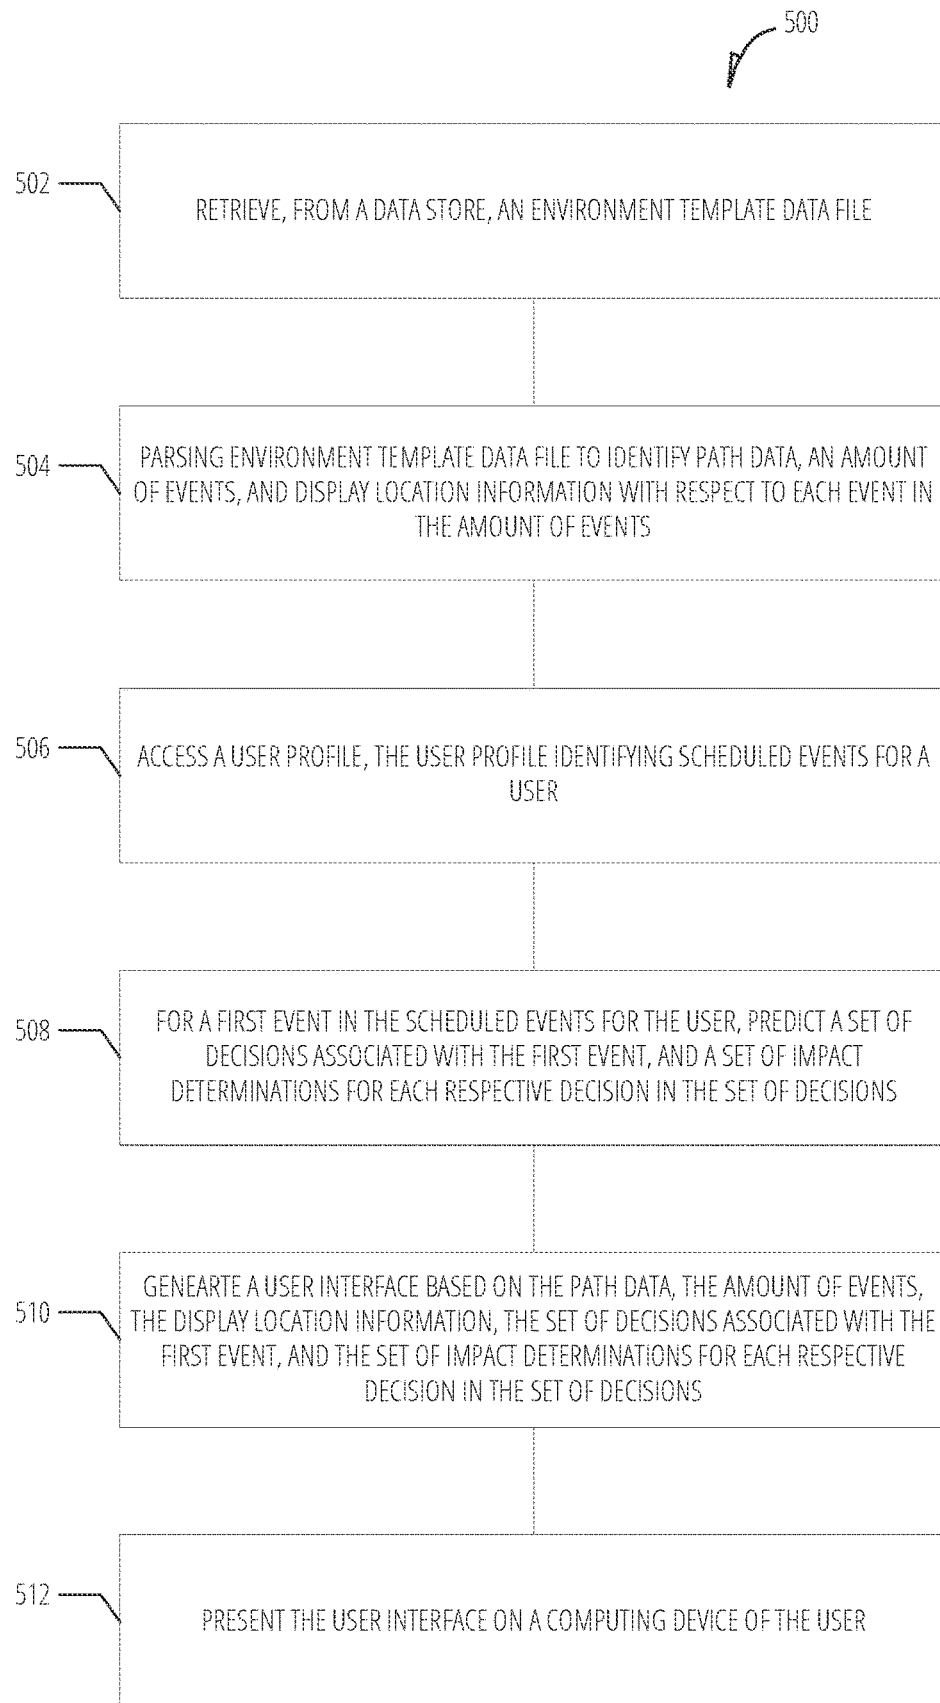 500
502
RETRIEVE, FROM A DATA STORE, AN ENVIRONMENT TEMPLATE DATA FILE
504
PARSING ENVIRONMENT TEMPLATE DATA FILE TO IDENTIFY PATH DATA, AN AMOUNT
OF EVENTS, AND DISPLAY LOCATION INFORMATION WITH RESPECT TO EACH EVENT IN
THE AMOUNT OF EVENTS
506
ACCESS A USER PROFILE, THE USER PROFILE IDENTIFYING SCHEDULED EVENTS FOR A
USER
508
FOR A FIRST EVENT IN THE SCHEDULED EVENTS FOR THE USER, PREDICT A SET OF
DECISIONS ASSOCIATED WITH THE FIRST EVENT, AND A SET OF IMPACT
DETERMINATIONS FOR EACH RESPECTIVE DECISION IN THE SET OF DECISIONS
510
GENEARTE A USER INTERFACE BASED ON THE PATH DATA, THE AMOUNT OF EVENTS,
THE DISPLAY LOCATION INFORMATION, THE SET OF DECISIONS ASSOCIATED WITH THE
FIRST EVENT, AND THE SET OF IMPACT DETERMINATIONS FOR EACH RESPECTIVE
DECISION IN THE SET OF DECISIONS
512
PRESENT THE USER INTERFACE ON A COMPUTING DEVICE OF THE USER